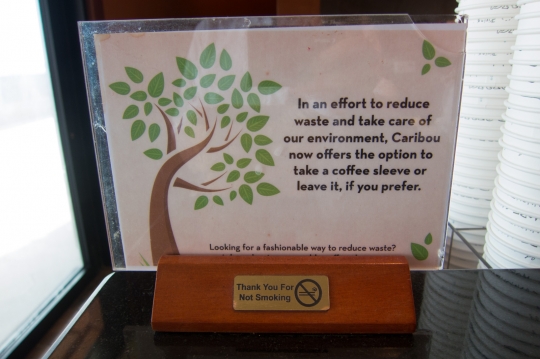 In an effort to reduce
waste and take care of
our environment, Caribou
now offers the option to
take a coffee sleeve or
leave it, if you prefer.
Looking for a fashionable way to reduce waste?
Thank You For
Not Smoking